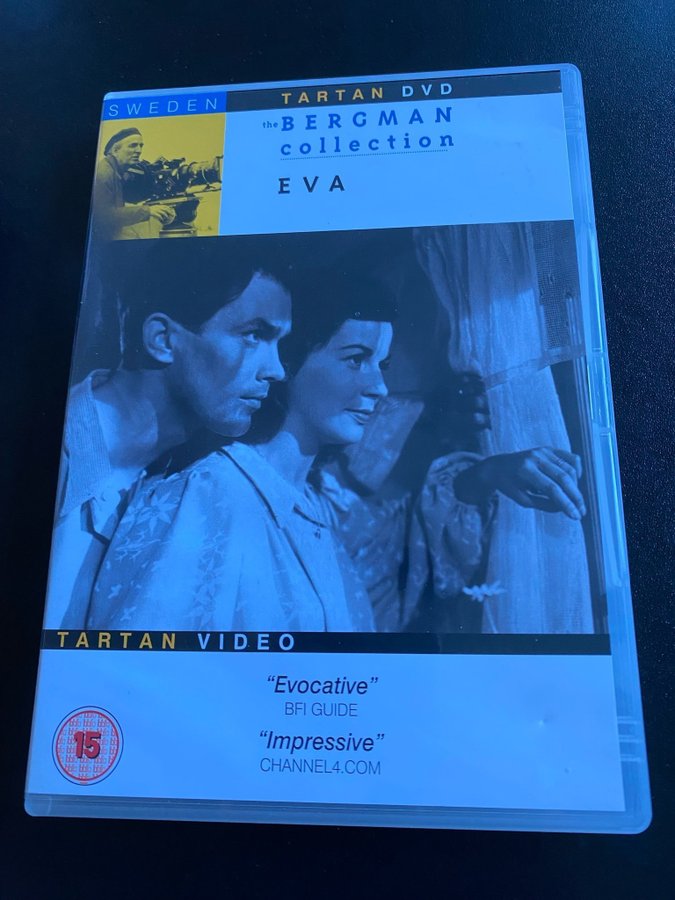 SWEDEN
TARTAN DVD
the BERGMAN
collection
EVA
TARTAN VIDEO
“Evocative”
BFI GUIDE
“Impressive”
CHANNEL4.COM
15